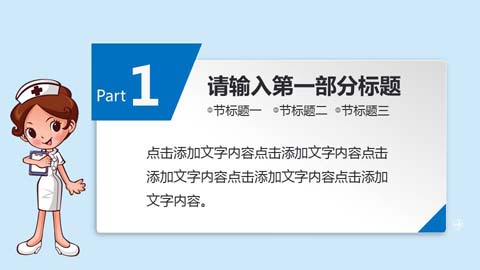 Part 1
请输入第一部分标题
节标题一 节标题二 节标题三
点击添加文字内容点击添加文字内容点击
添加文字内容点击添加文字内容点击添加
文字内容。